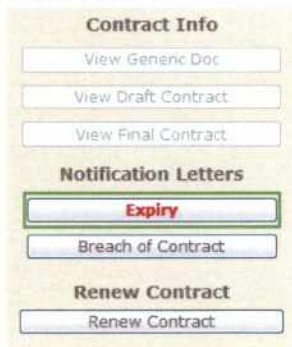 Contract Info
View Generic Doc
View Draft Contract
View Final Contract
Notification Letters
Expiry
Breach of Contract
Renew Contract
Renew Contract